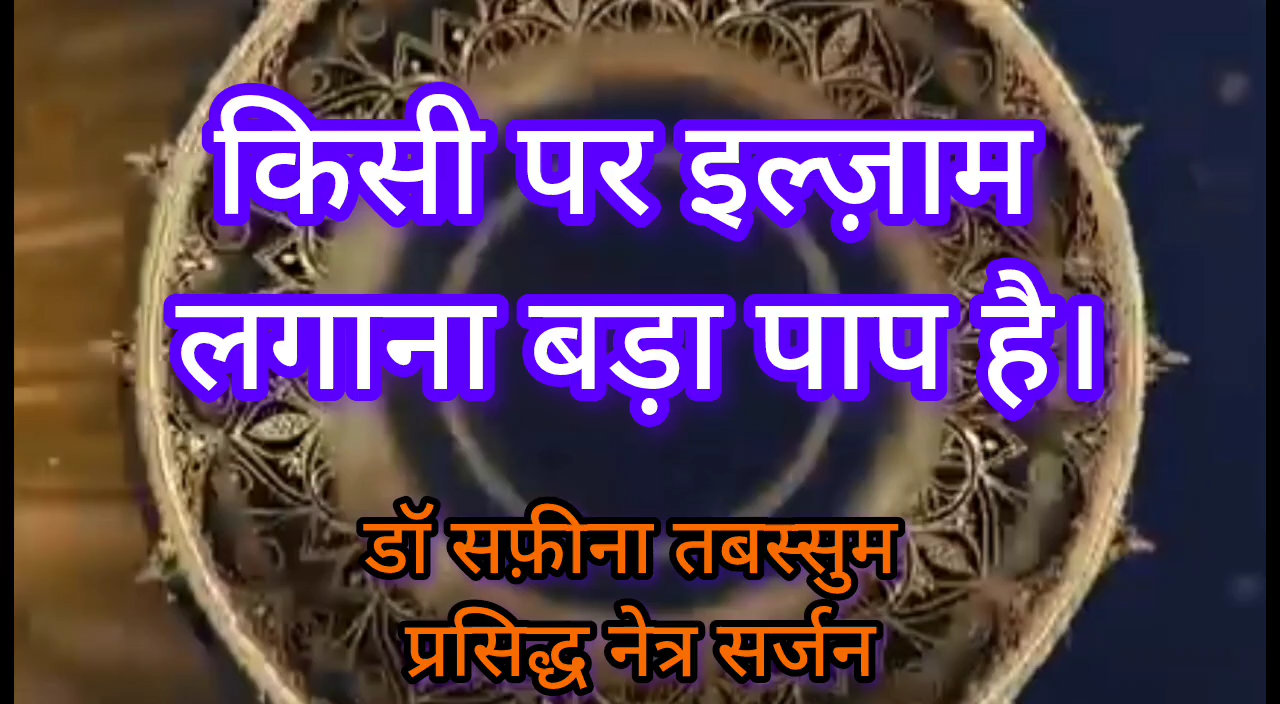 किसी पर इल्ज़ाम
लगाना बड़ा पाप है।
डॉ सफ़ीना तबस्सुम
प्रसिद्ध नेत्र सर्जन